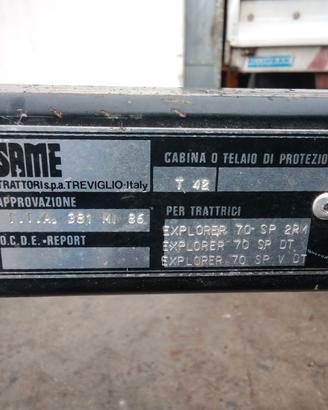 SAME
TRATTORI s.p.a. TREVIGLIO-Italy
CABINA O TELAIO DI PROTEZIO
T 42
APPROVAZIONE
I.I.A. 381 MI 86
O.C.D.E.-REPORT
PER TRATTRICI
EXPLORER 70 SP 2RM
EXPLORER 70 SP DT
EXPLORER 70 SP V DT